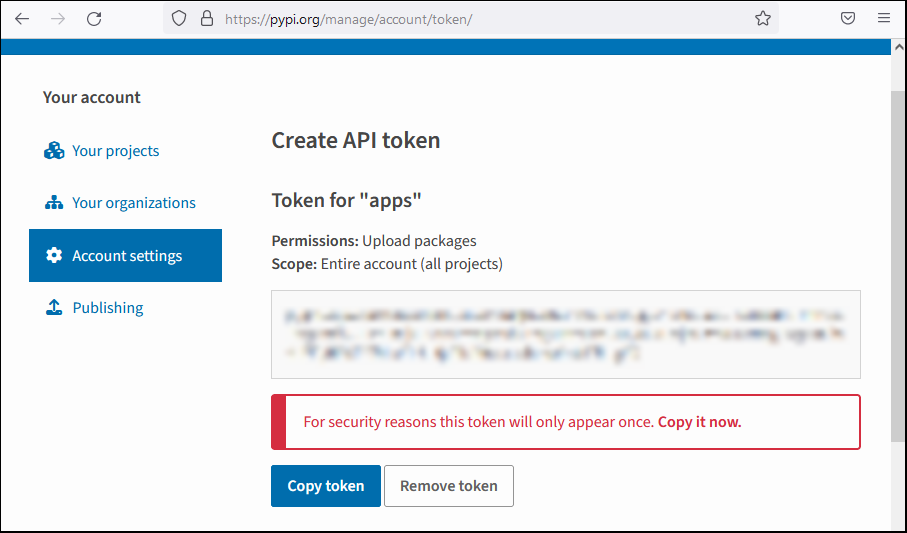 https://pypi.org/manage/account/token/
Your account
Your projects
Your organizations
Account settings
Publishing
Create API token
Token for "apps"
Permissions: Upload packages
Scope: Entire account (all projects)
For security reasons this token will only appear once. Copy it now.
Copy token
Remove token